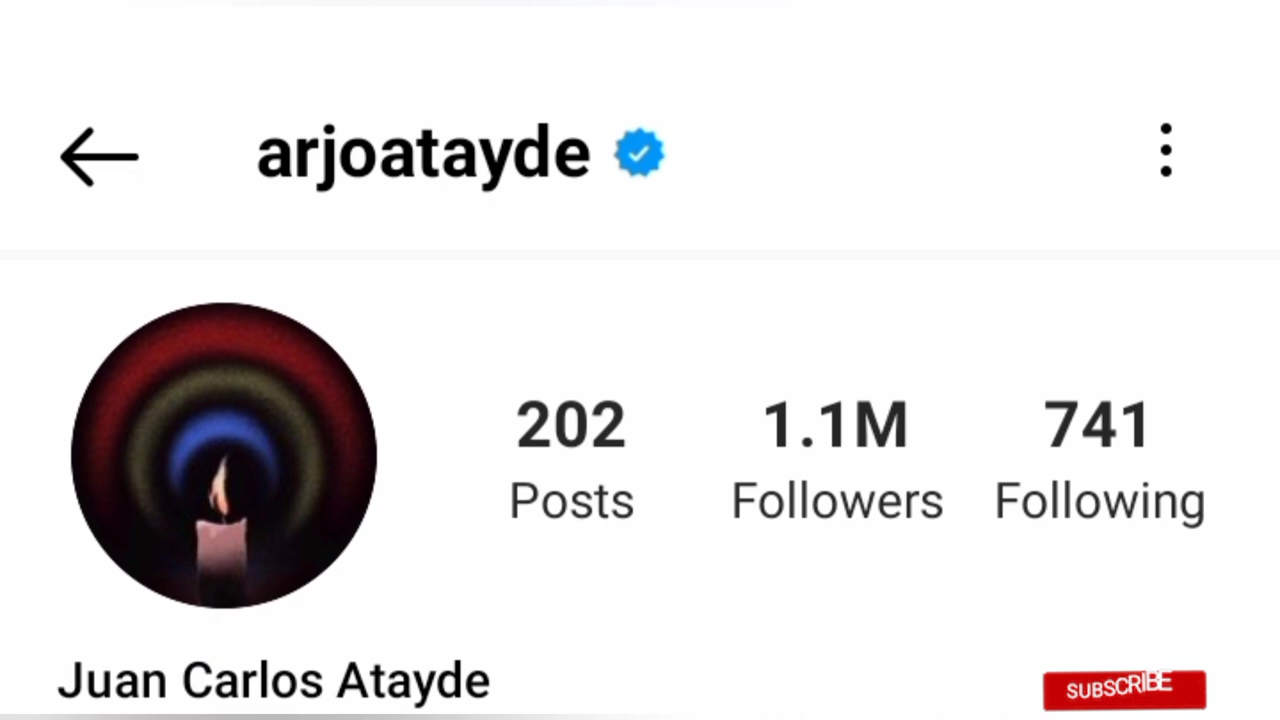 arjoatayde
202 1.1M 741
Posts Followers Following
Juan Carlos Atayde
SUBSCRIBE